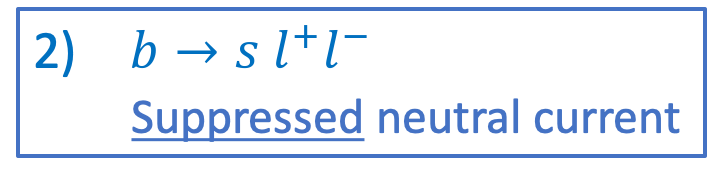 2) b → s l⁺l⁻
Suppressed neutral current